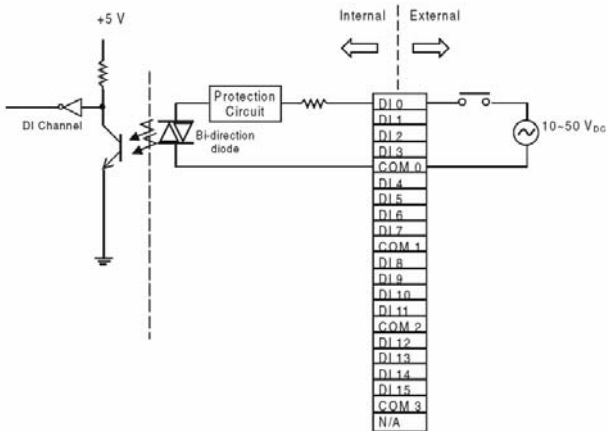 Internal
External
+5 V
DI Channel
Protection
Circuit
Bi-direction
diode
DI 0
DI 1
DI 2
DI 3
COM 0
DI 4
DI 5
DI 6
DI 7
COM 1
DI 8
DI 9
DI 10
DI 11
COM 2
DI 12
DI 13
DI 14
DI 15
COM 3
N/A
10~50 VDC